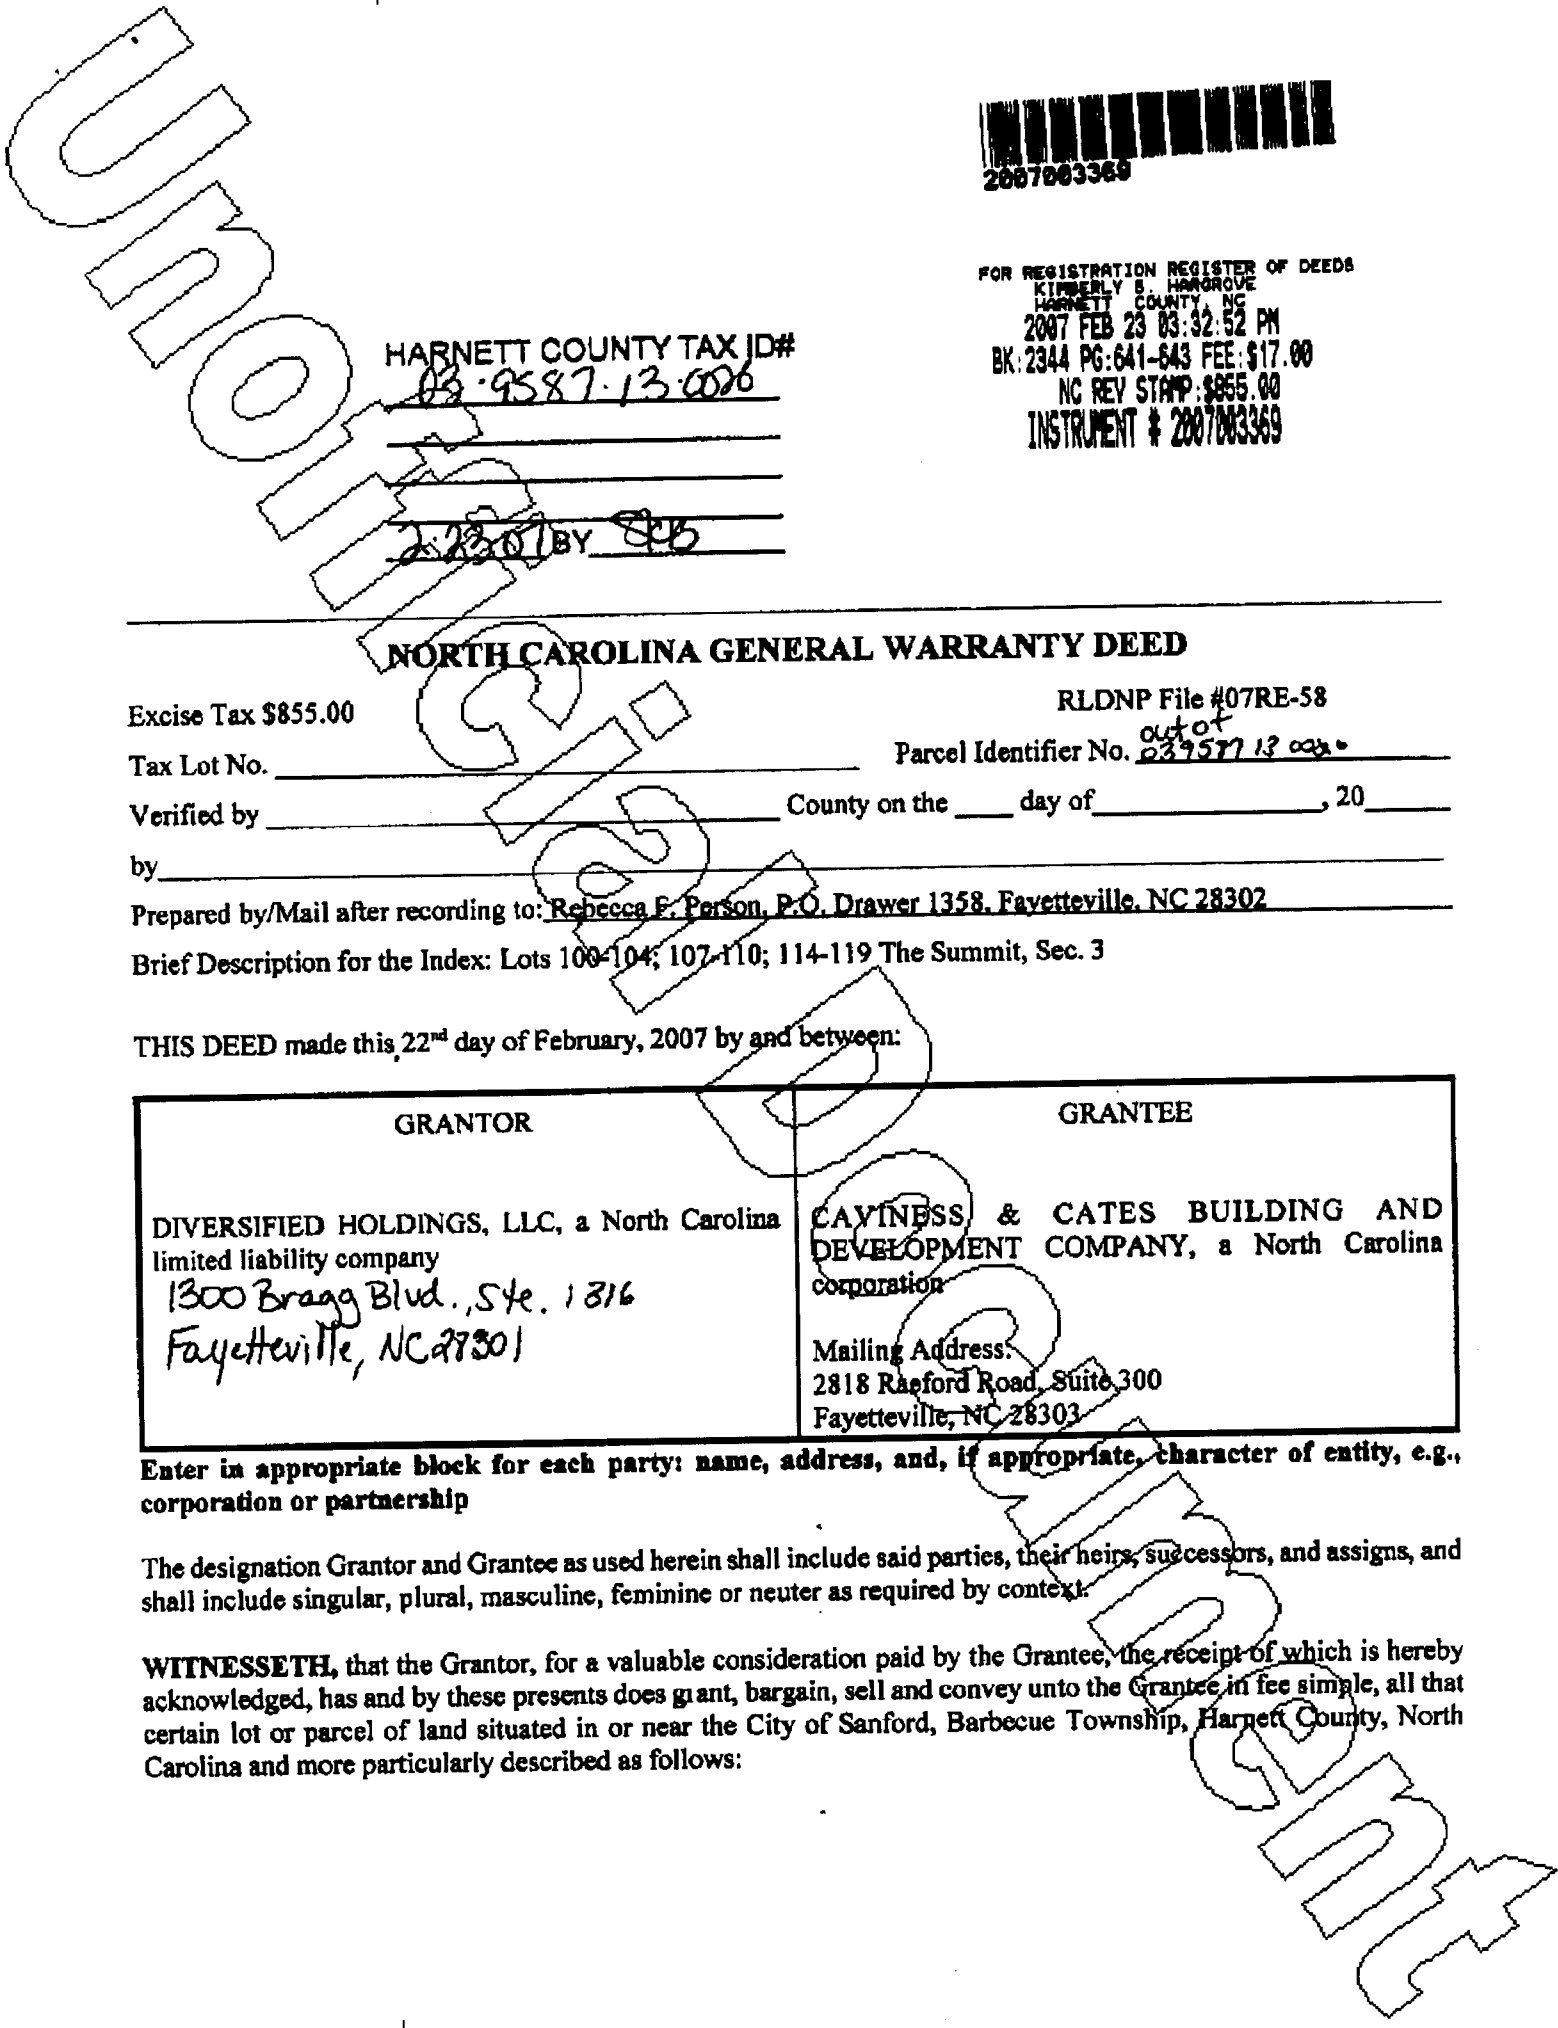 2007003369
FOR REGISTRATION REGISTER OF DEEDS
KIMBERLY S. HARGROVE
HARNETT COUNTY, NC
2007 FEB 23 03:32:52 PM
BK:2344 PG:641-643 FEE:$17.00
NC REV STAMP:$855.00
INSTRUMENT # 2007003369
HARNETT COUNTY TAX ID#
03.9587.13.0026
2.23.07 BY SKB
NORTH CAROLINA GENERAL WARRANTY DEED
Excise Tax $855.00
RLDNP File #07RE-58
out of
Tax Lot No.
Parcel Identifier No.
Verified by County on the day of , 20
by
Prepared by/Mail after recording to: Rebecca F. Person, P.O. Drawer 1358, Fayetteville, NC 28302
Brief Description for the Index: Lots 100-104; 107-110; 114-119 The Summit, Sec. 3
THIS DEED made this 22nd day of February, 2007 by and between:
GRANTOR
DIVERSIFIED HOLDINGS, LLC, a North Carolina
limited liability company
1300 Bragg Blvd., Ste. 1316
Fayetteville, NC 28301
GRANTEE
CAVINESS & CATES BUILDING AND
DEVELOPMENT COMPANY, a North Carolina
corporation
Mailing Address:
2818 Raeford Road, Suite 300
Fayetteville, NC 28303
Enter in appropriate block for each party: name, address, and, if appropriate, character of entity, e.g.,
corporation or partnership
The designation Grantor and Grantee as used herein shall include said parties, their heirs, successors, and assigns, and
shall include singular, plural, masculine, feminine or neuter as required by context.
WITNESSETH, that the Grantor, for a valuable consideration paid by the Grantee, the receipt of which is hereby
acknowledged, has and by these presents does grant, bargain, sell and convey unto the Grantee in fee simple, all that
certain lot or parcel of land situated in or near the City of Sanford, Barbecue Township, Harnett County, North
Carolina and more particularly described as follows:
Unofficial Document